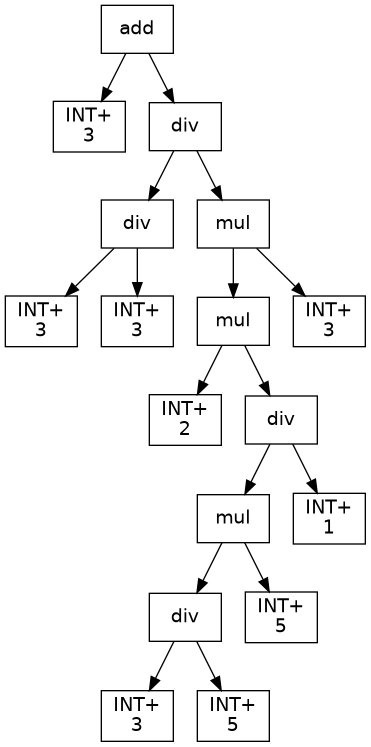 add
INT+
3
div
div
mul
INT+
3
INT+
3
mul
INT+
3
INT+
2
div
mul
INT+
1
div
INT+
5
INT+
3
INT+
5